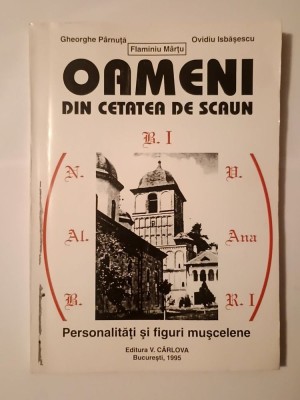 Gheorghe Pârnuță Ovidiu Isbășescu
Flaminiu Mârțu
OAMENI
DIN CETATEA DE SCAUN
B. I
N. V.
Al. Ana
B. R. I
Personalități și figuri muşcelene
Editura V. CÂRLOVA
București, 1995